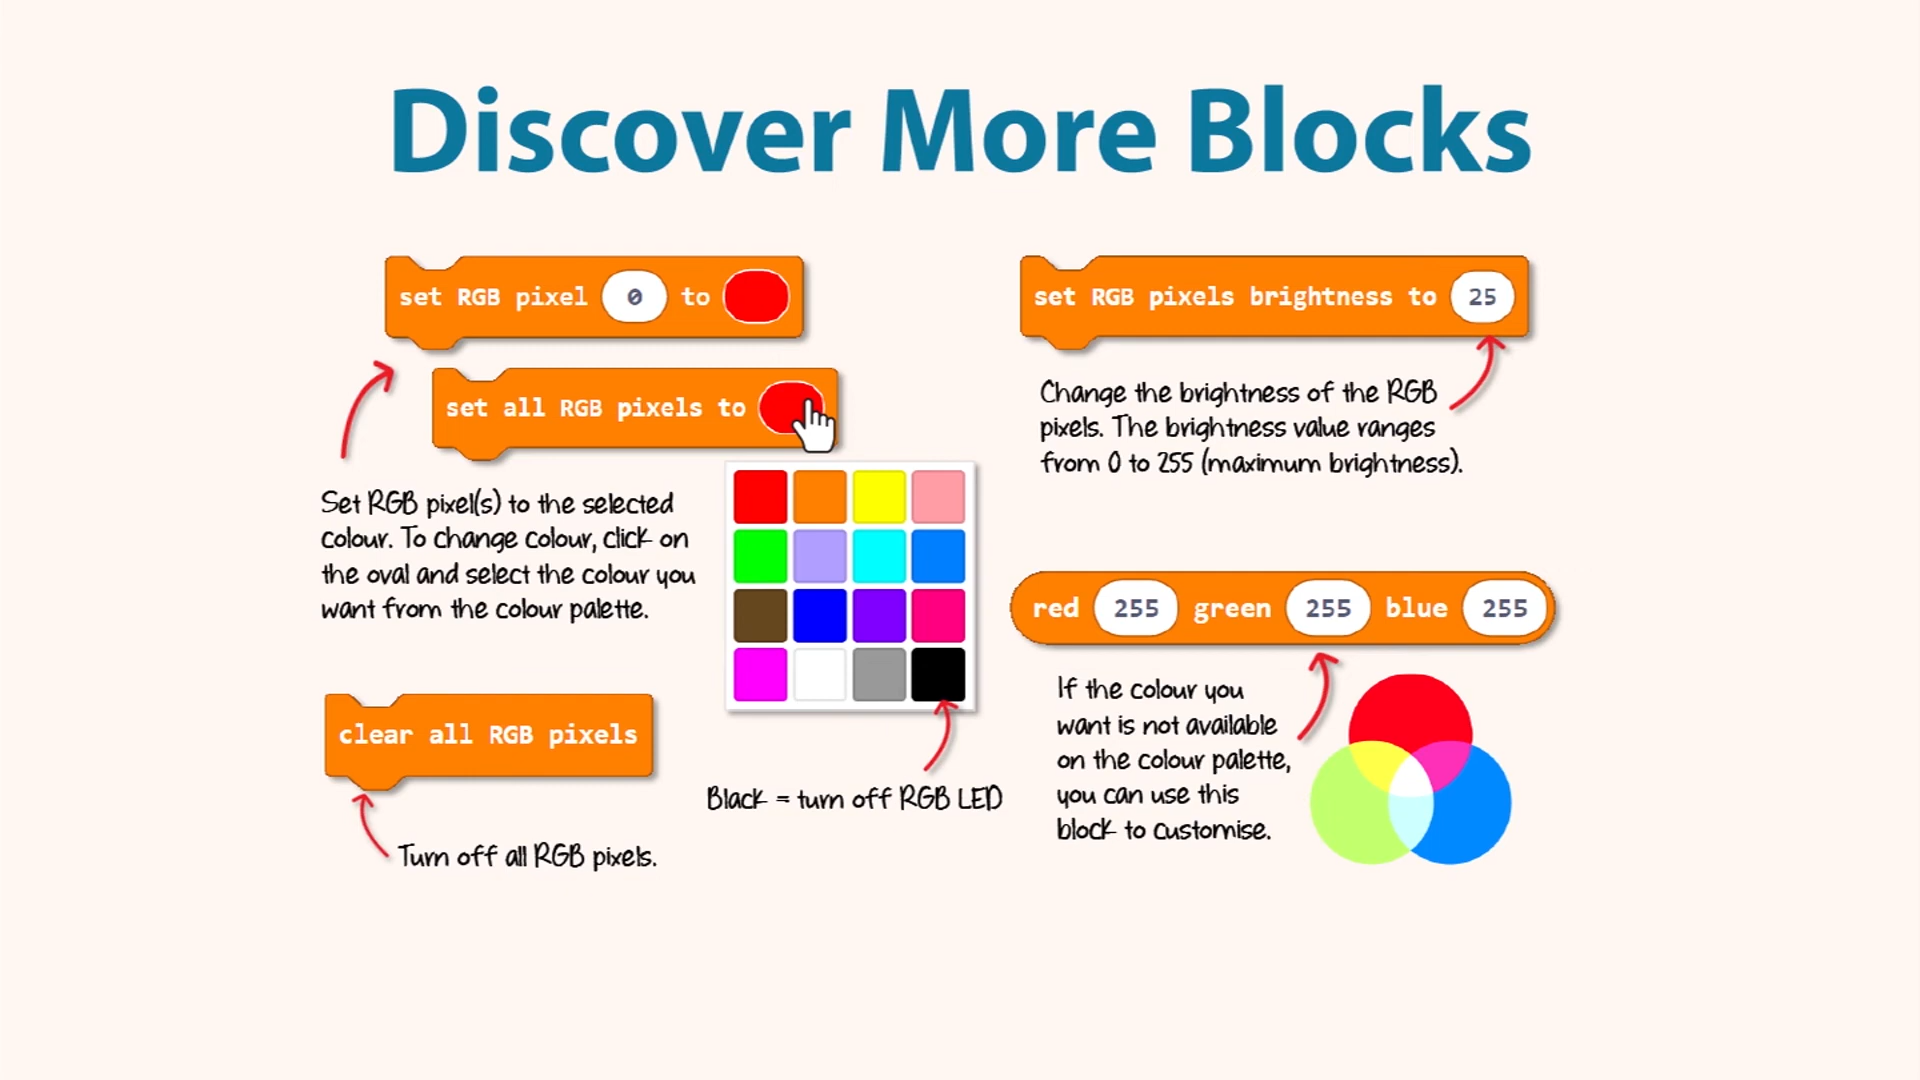 Discover More Blocks
set RGB pixel 0 to
set all RGB pixels to
Set RGB pixel(s) to the selected
colour. To change colour, click on
the oval and select the colour you
want from the colour palette.
clear all RGB pixels
Turn off all RGB pixels.
Black = turn off RGB LED
set RGB pixels brightness to 25
Change the brightness of the RGB
pixels. The brightness value ranges
from 0 to 255 (maximum brightness).
red 255 green 255 blue 255
If the colour you
want is not available
on the colour palette,
you can use this
block to customise.